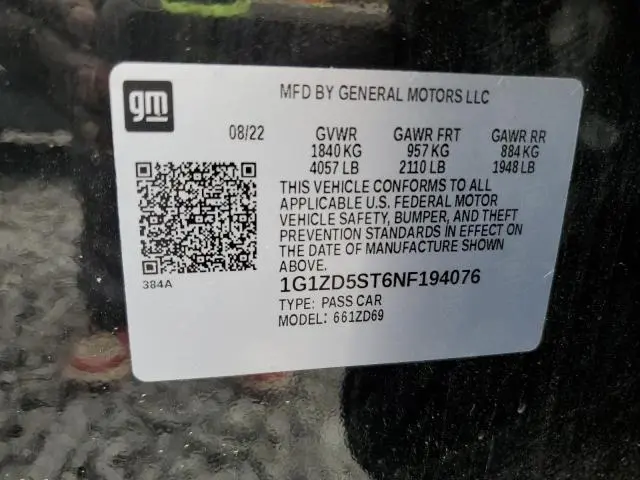 gm
MFD BY GENERAL MOTORS LLC
08/22 GVWR GAWR FRT GAWR RR
1840 KG 957 KG 884 KG
4057 LB 2110 LB 1948 LB
THIS VEHICLE CONFORMS TO ALL
APPLICABLE U.S. FEDERAL MOTOR
VEHICLE SAFETY, BUMPER, AND THEFT
PREVENTION STANDARDS IN EFFECT ON
THE DATE OF MANUFACTURE SHOWN
ABOVE.
384A
1G1ZD5ST6NF194076
TYPE: PASS CAR
MODEL: 661ZD69